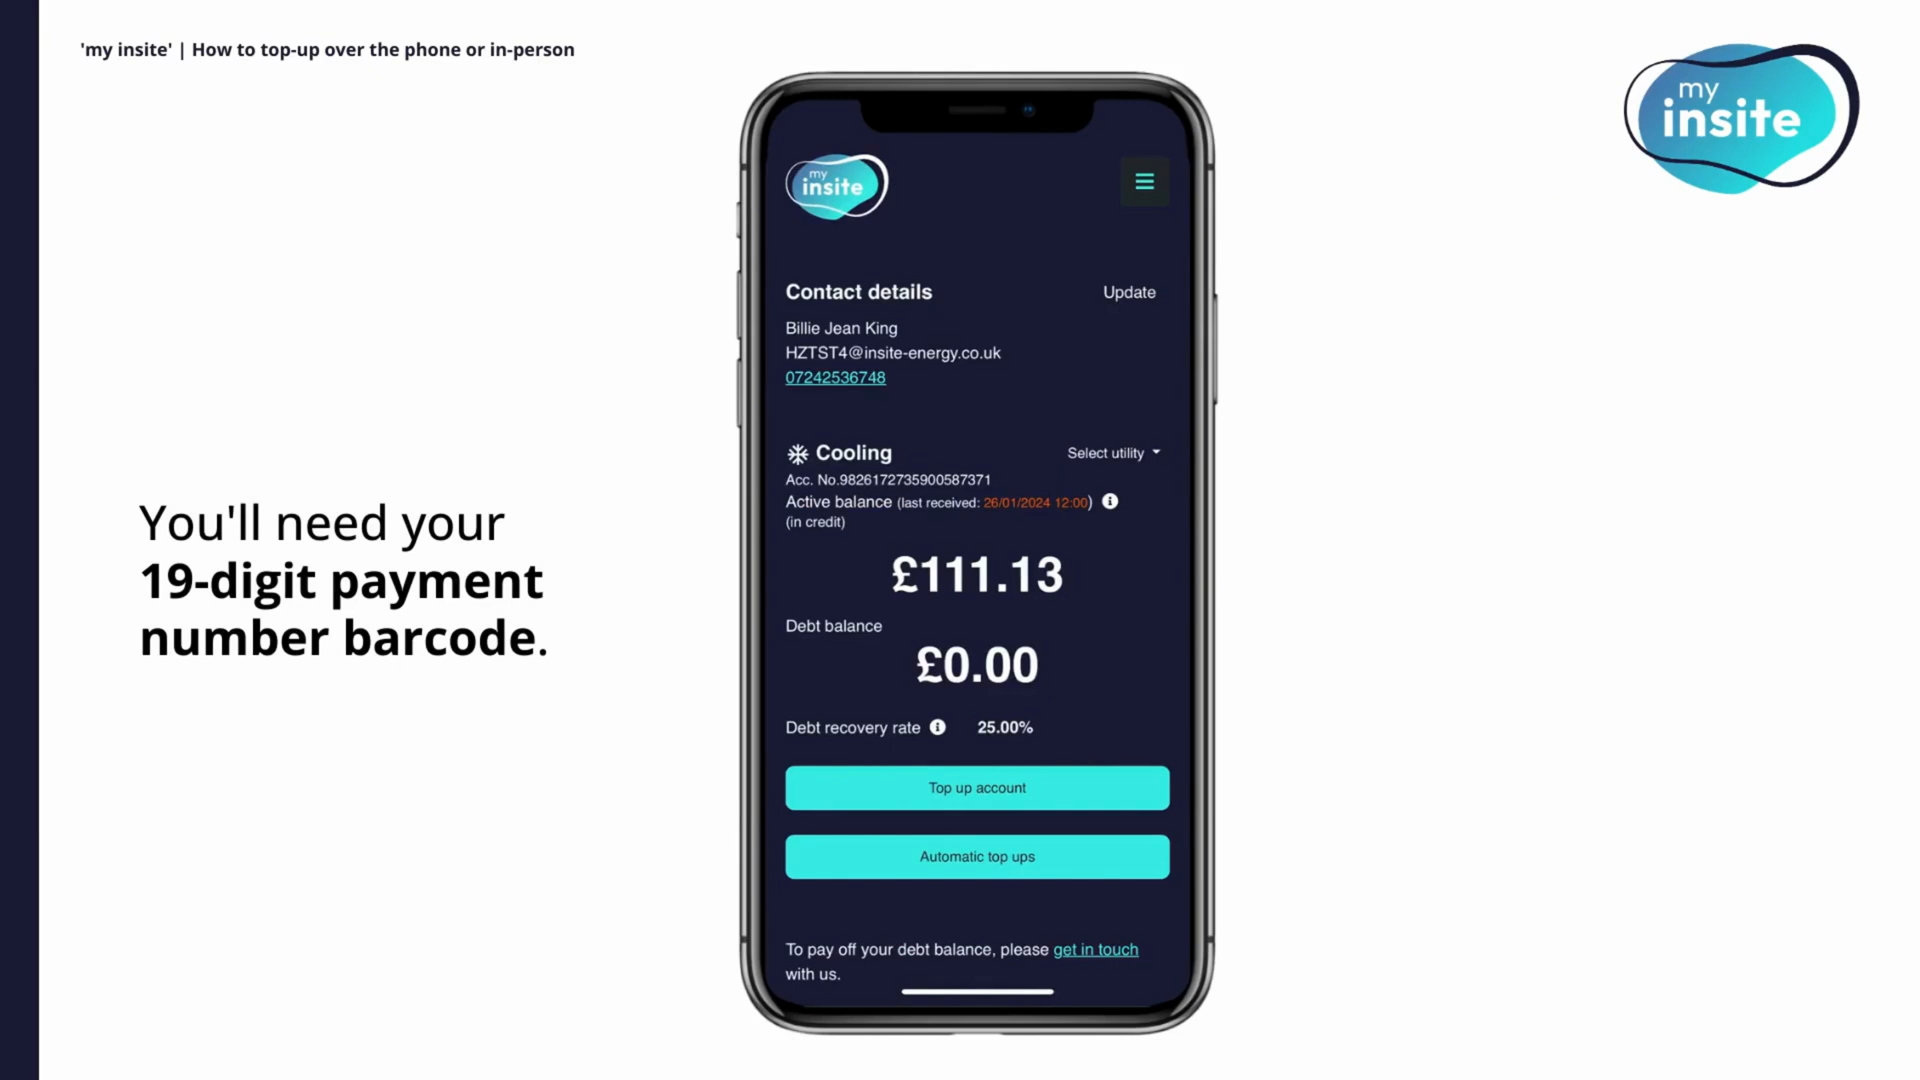 'my insite' | How to top-up over the phone or in-person
my
insite
You'll need your
19-digit payment
number barcode.
my
insite
Contact details
Update
Billie Jean King
HZTST4@insite-energy.co.uk
07242536748
Cooling
Select utility
Acc. No.9826172735900587371
Active balance (last received: 26/01/2024 12:00)
(in credit)
£111.13
Debt balance
£0.00
Debt recovery rate 25.00%
Top up account
Automatic top ups
To pay off your debt balance, please get in touch
with us.